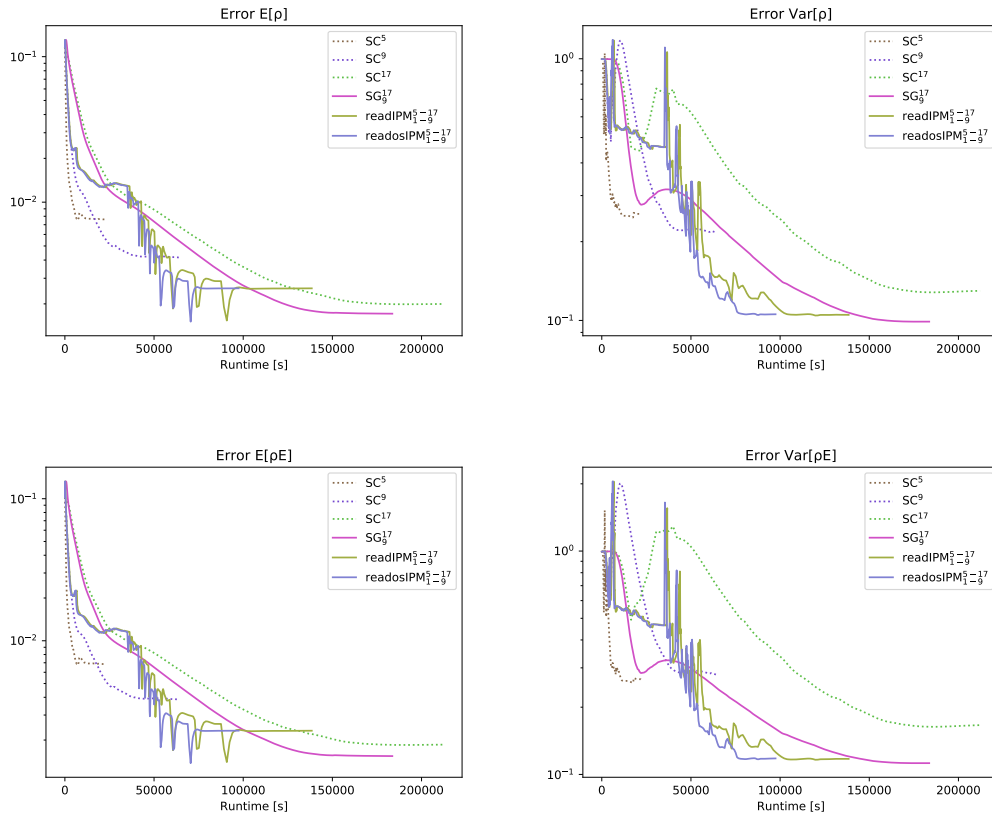 Error E[ρ]
10⁻¹
10⁻²
0 50000 100000 150000 200000
Runtime [s]
SC⁵
SC⁹
SC¹⁷
SG₉¹⁷
readIPM₁₋₉⁵⁻¹⁷
readosIPM₁₋₉⁵⁻¹⁷
Error Var[ρ]
10⁰
10⁻¹
0 50000 100000 150000 200000
Runtime [s]
SC⁵
SC⁹
SC¹⁷
SG₉¹⁷
readIPM₁₋₉⁵⁻¹⁷
readosIPM₁₋₉⁵⁻¹⁷
Error E[ρE]
10⁻¹
10⁻²
0 50000 100000 150000 200000
Runtime [s]
SC⁵
SC⁹
SC¹⁷
SG₉¹⁷
readIPM₁₋₉⁵⁻¹⁷
readosIPM₁₋₉⁵⁻¹⁷
Error Var[ρE]
10⁰
10⁻¹
0 50000 100000 150000 200000
Runtime [s]
SC⁵
SC⁹
SC¹⁷
SG₉¹⁷
readIPM₁₋₉⁵⁻¹⁷
readosIPM₁₋₉⁵⁻¹⁷